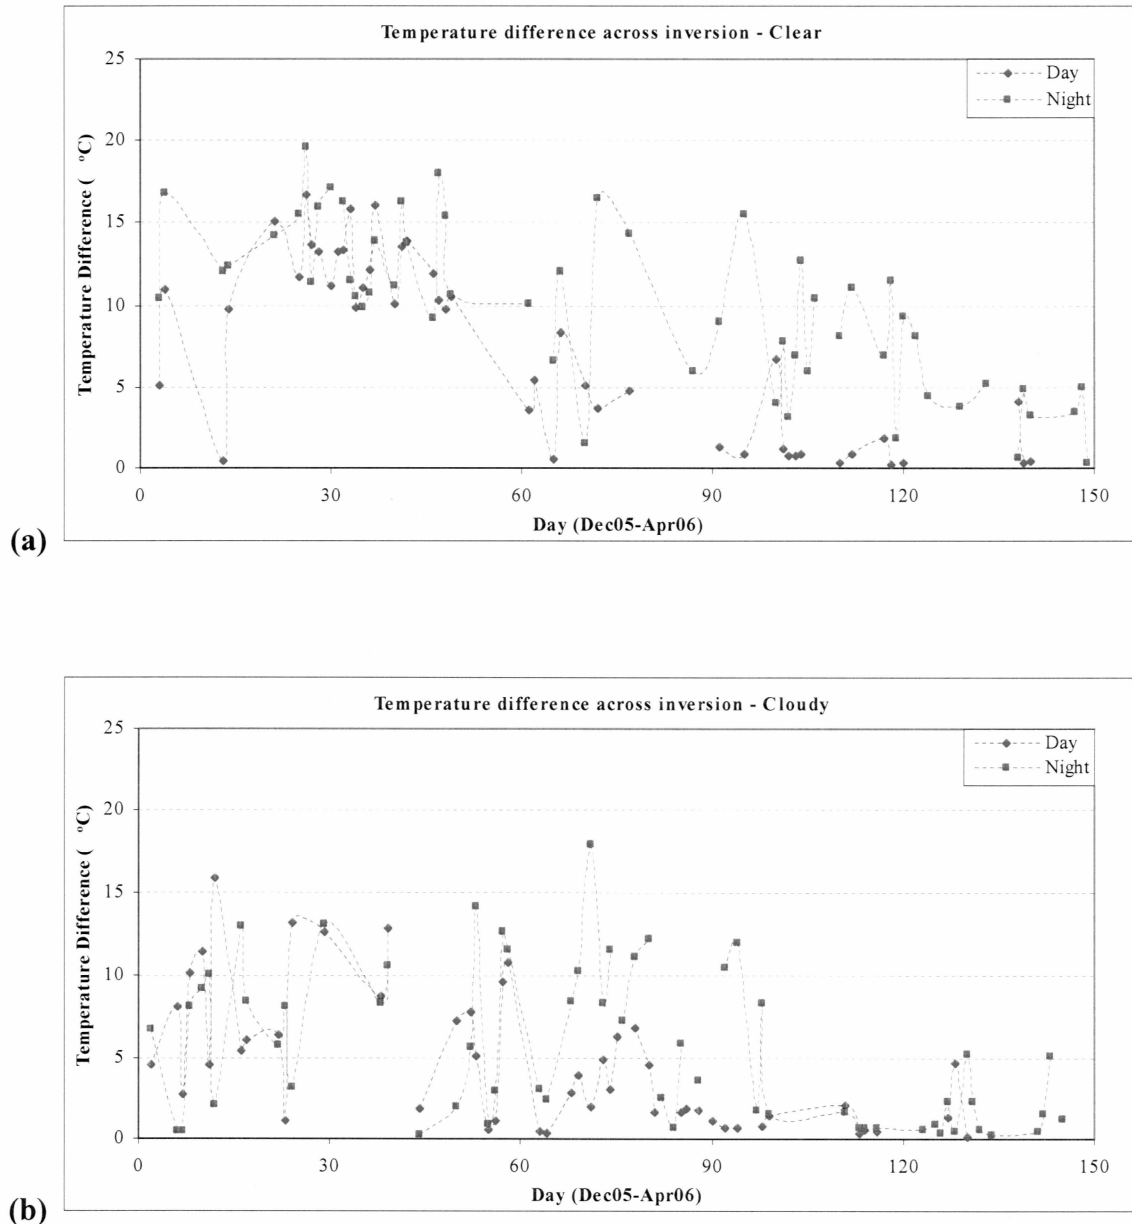 Temperature difference across inversion - Clear
25
20
15
10
5
0
Temperature Difference ( °C)
Day
Night
0 30 60 90 120 150
Day (Dec05-Apr06)
(a)
Temperature difference across inversion - Cloudy
25
20
15
10
5
0
Temperature Difference ( °C)
Day
Night
0 30 60 90 120 150
Day (Dec05-Apr06)
(b)